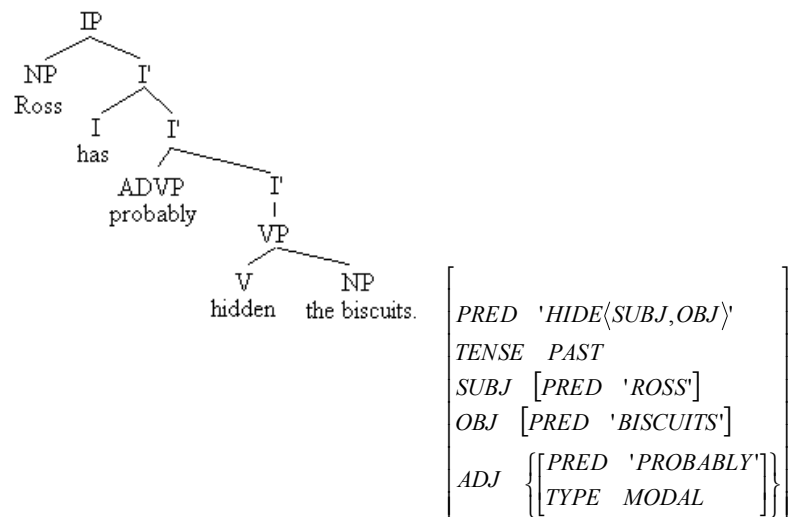 IP
NP I'
Ross
I I'
has
ADVP I'
probably
VP
V NP
hidden the biscuits.
PRED 'HIDE⟨SUBJ,OBJ⟩'
TENSE PAST
SUBJ [PRED 'ROSS']
OBJ [PRED 'BISCUITS']
ADJ {[PRED 'PROBABLY'
TYPE MODAL]}